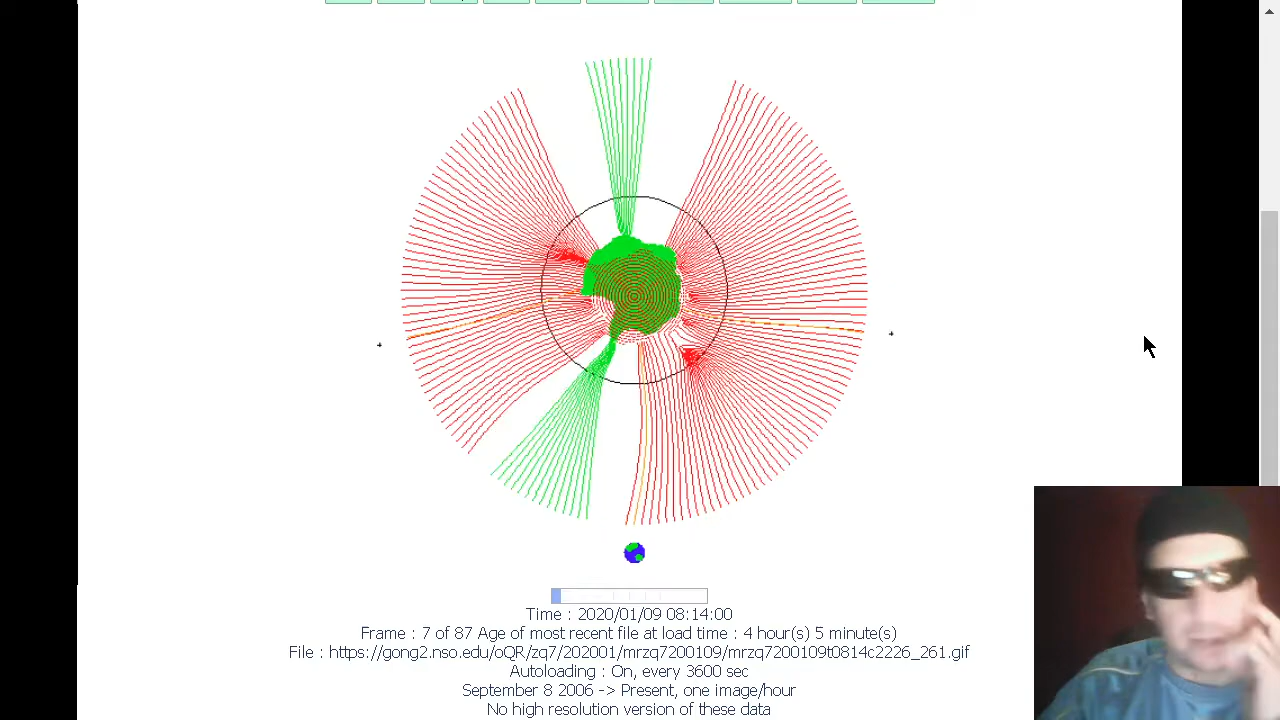 Time : 2020/01/09 08:14:00
Frame : 7 of 87 Age of most recent file at load time : 4 hour(s) 5 minute(s)
File : https://gong2.nso.edu/oQR/zq7/202001/mrzq7200109/mrzq7200109t0814c2226_261.gif
Autoloading : On, every 3600 sec
September 8 2006 -> Present, one image/hour
No high resolution version of these data